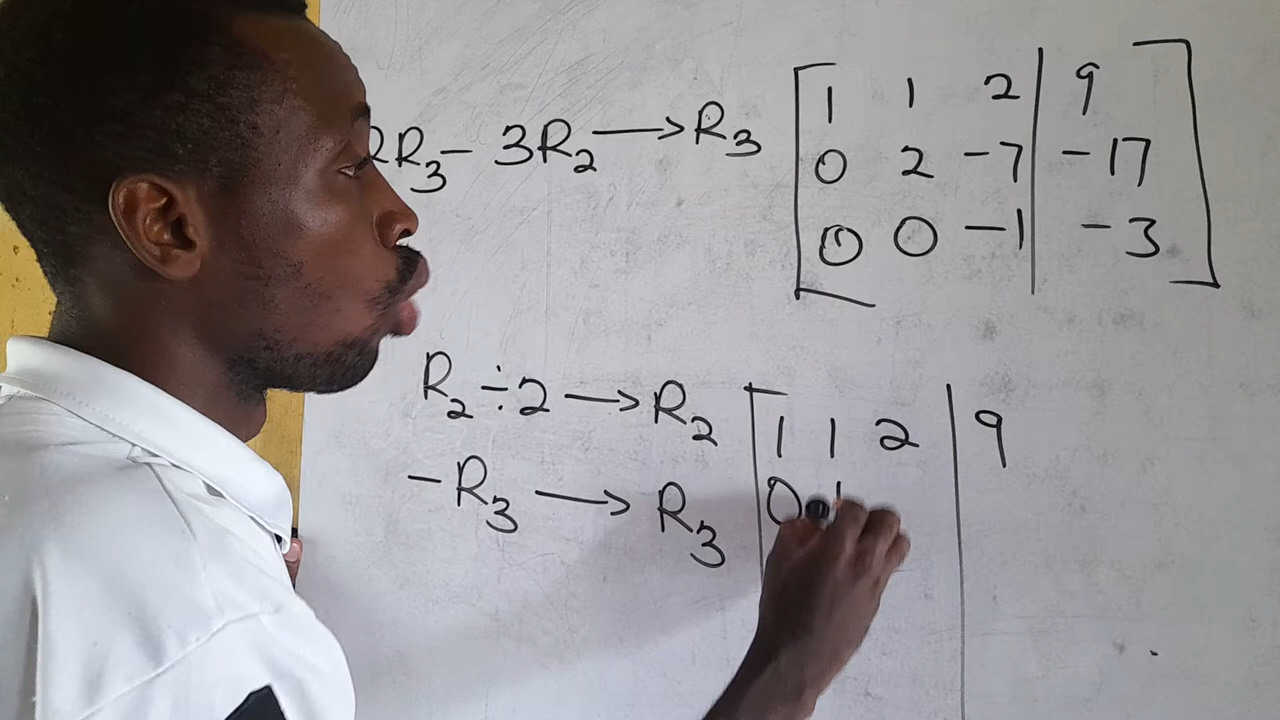 2R3 - 3R2 → R3
1 1 2 | 9
0 2 -7 | -17
0 0 -1 | -3
R2 ÷ 2 → R2
-R3 → R3
1 1 2 | 9
0 1